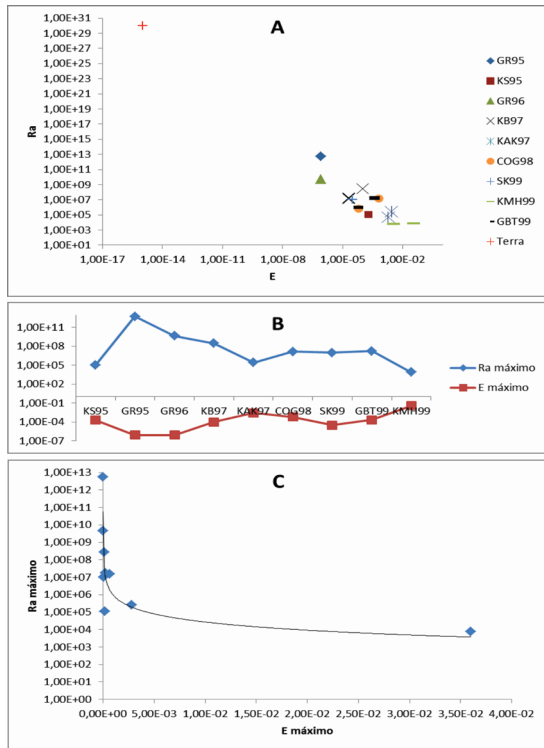 A
1,00E+31
1,00E+29
1,00E+27
1,00E+25
1,00E+23
1,00E+21
1,00E+19
1,00E+17
1,00E+15
1,00E+13
1,00E+11
1,00E+09
1,00E+07
1,00E+05
1,00E+03
1,00E+01
Ra
1,00E-17 1,00E-14 1,00E-11 1,00E-08 1,00E-05 1,00E-02
E
GR95
KS95
GR96
KB97
KAK97
COG98
SK99
KMH99
GBT99
Terra
B
1,00E+11
1,00E+08
1,00E+05
1,00E+02
1,00E-01
1,00E-04
1,00E-07
KS95 GR95 GR96 KB97 KAK97 COG98 SK99 GBT99 KMH99
Ra máximo
E máximo
C
1,00E+13
1,00E+12
1,00E+11
1,00E+10
1,00E+09
1,00E+08
1,00E+07
1,00E+06
1,00E+05
1,00E+04
1,00E+03
1,00E+02
1,00E+01
1,00E+00
Ra máximo
0,00E+00 5,00E-03 1,00E-02 1,50E-02 2,00E-02 2,50E-02 3,00E-02 3,50E-02 4,00E-02
E máximo